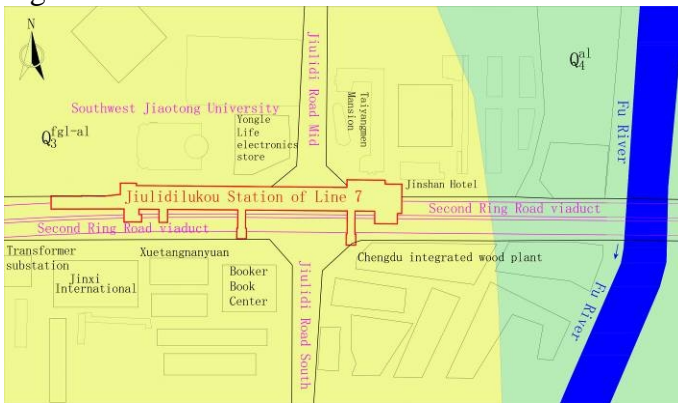 N
Q4al
Jiulidi Road Mid
Southwest Jiaotong University
Taiyangmen
Mansion
Fu River
Q3fgl-al
Yongle
Life
electronics
store
Jinshan Hotel
Jiulidilukou Station of Line 7
Second Ring Road viaduct
Second Ring Road viaduct
Transformer
substation
Xuetangnanyuan
Chengdu integrated wood plant
Jinxi
International
Booker
Book
Center
Jiulidi Road South
Fu River